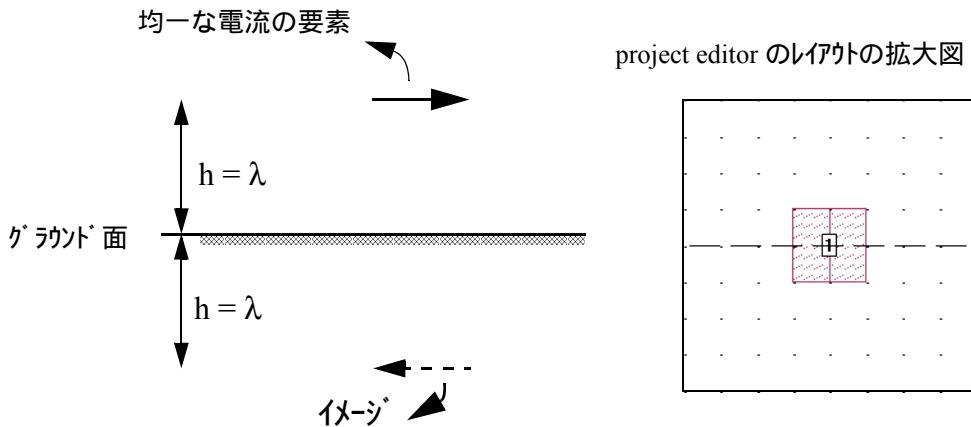 均一な電流の要素
project editor のレイアウトの拡大図
h = λ
グラウンド面
1
h = λ
イメージ